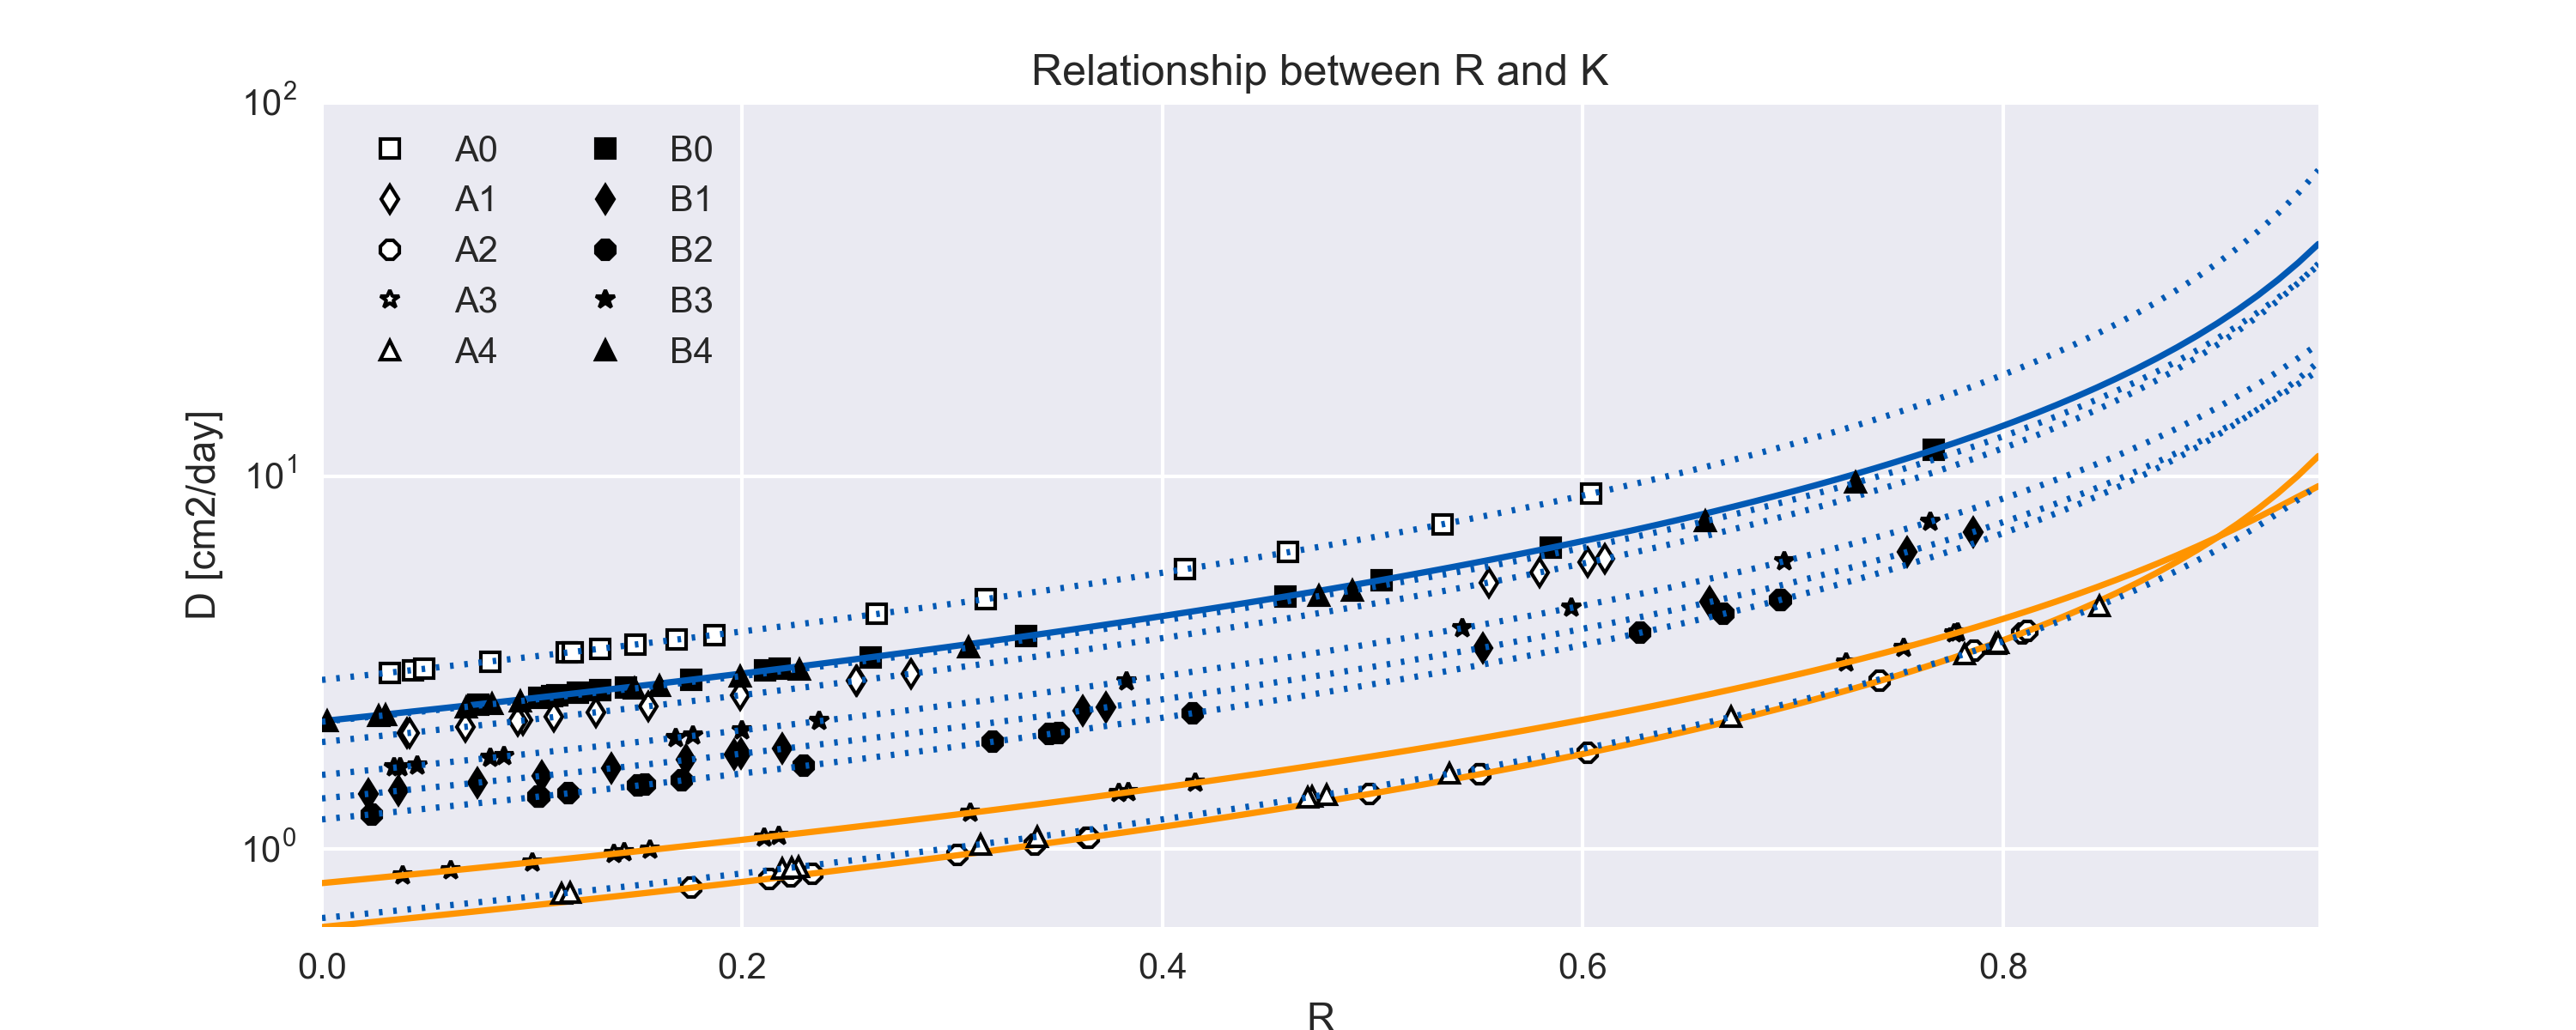 Relationship between R and K
10²
A0 B0
A1 B1
A2 B2
A3 B3
A4 B4
D [cm2/day]
10¹
10⁰
0.0 0.2 0.4 0.6 0.8
R